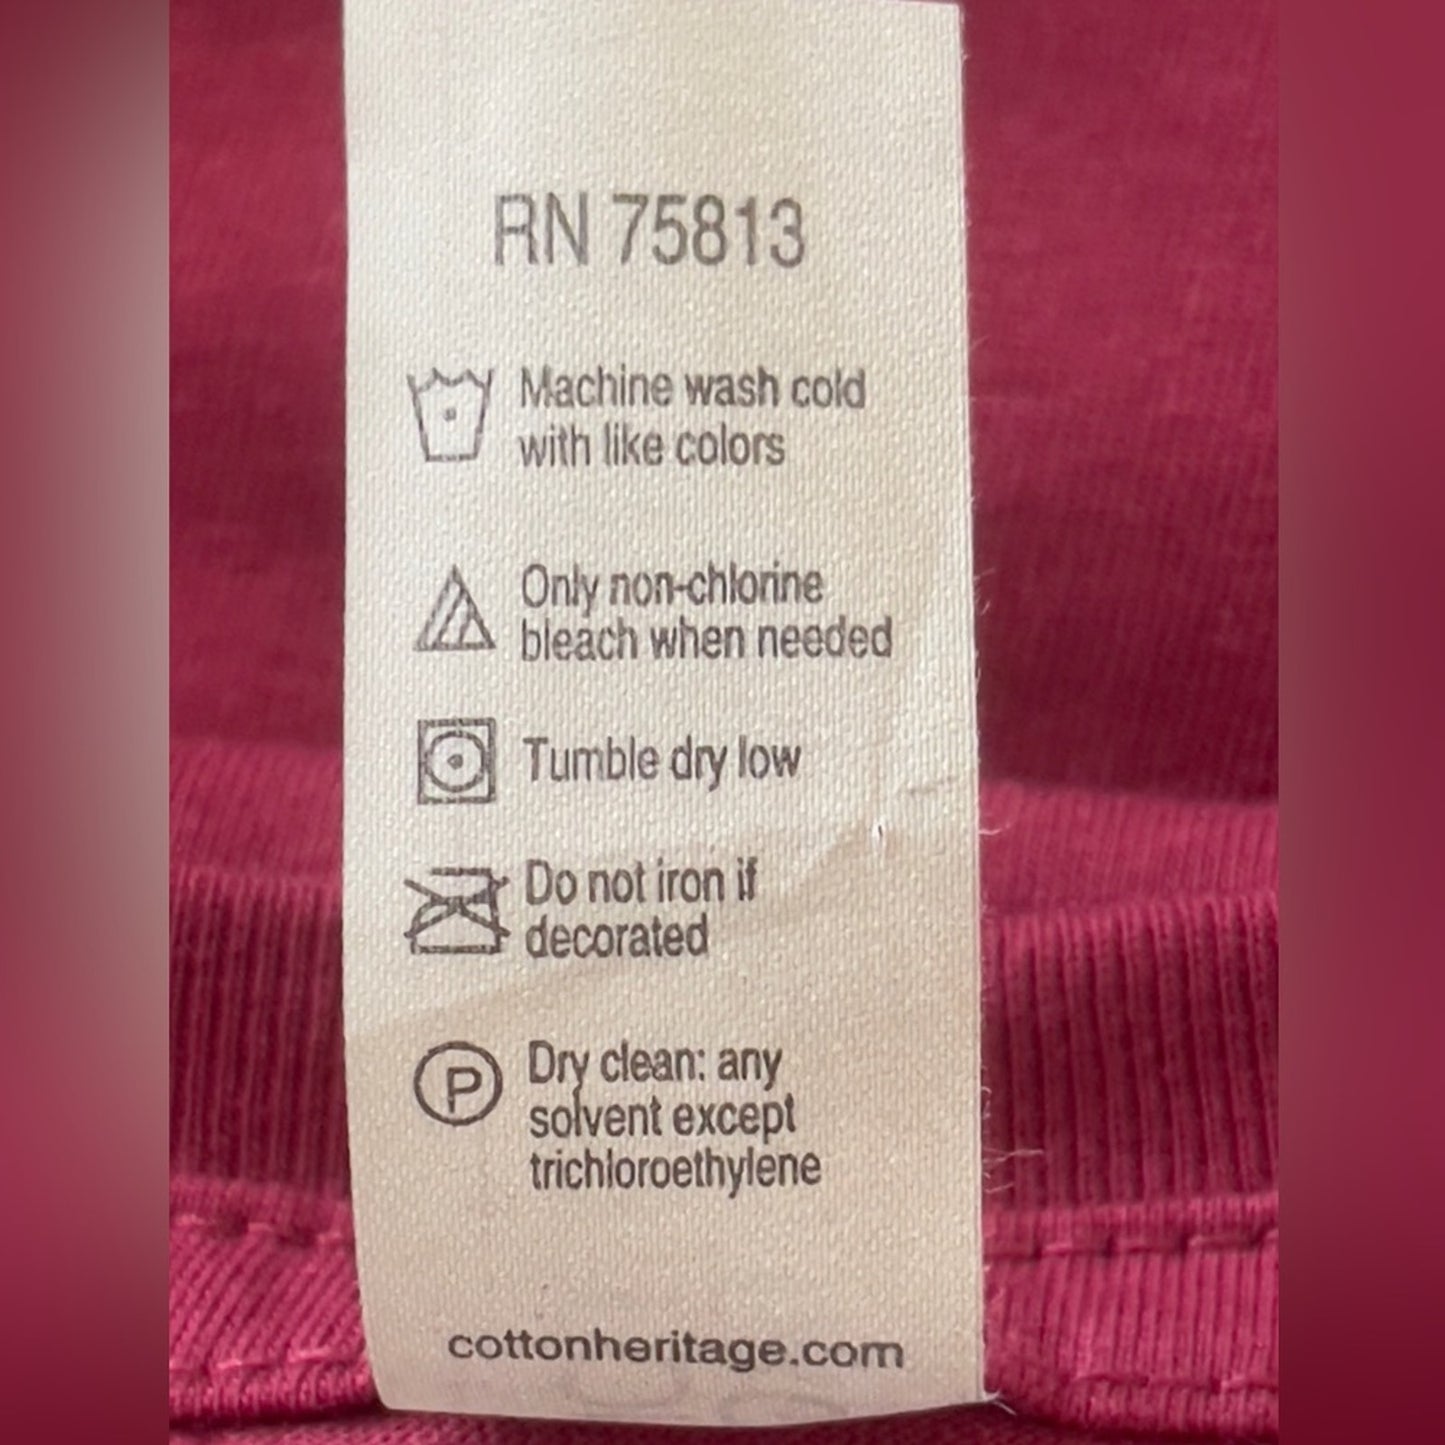 RN 75813
Machine wash cold
with like colors
Only non-chlorine
bleach when needed
Tumble dry low
Do not iron if
decorated
P
Dry clean: any
solvent except
trichloroethylene
cottonheritage.com